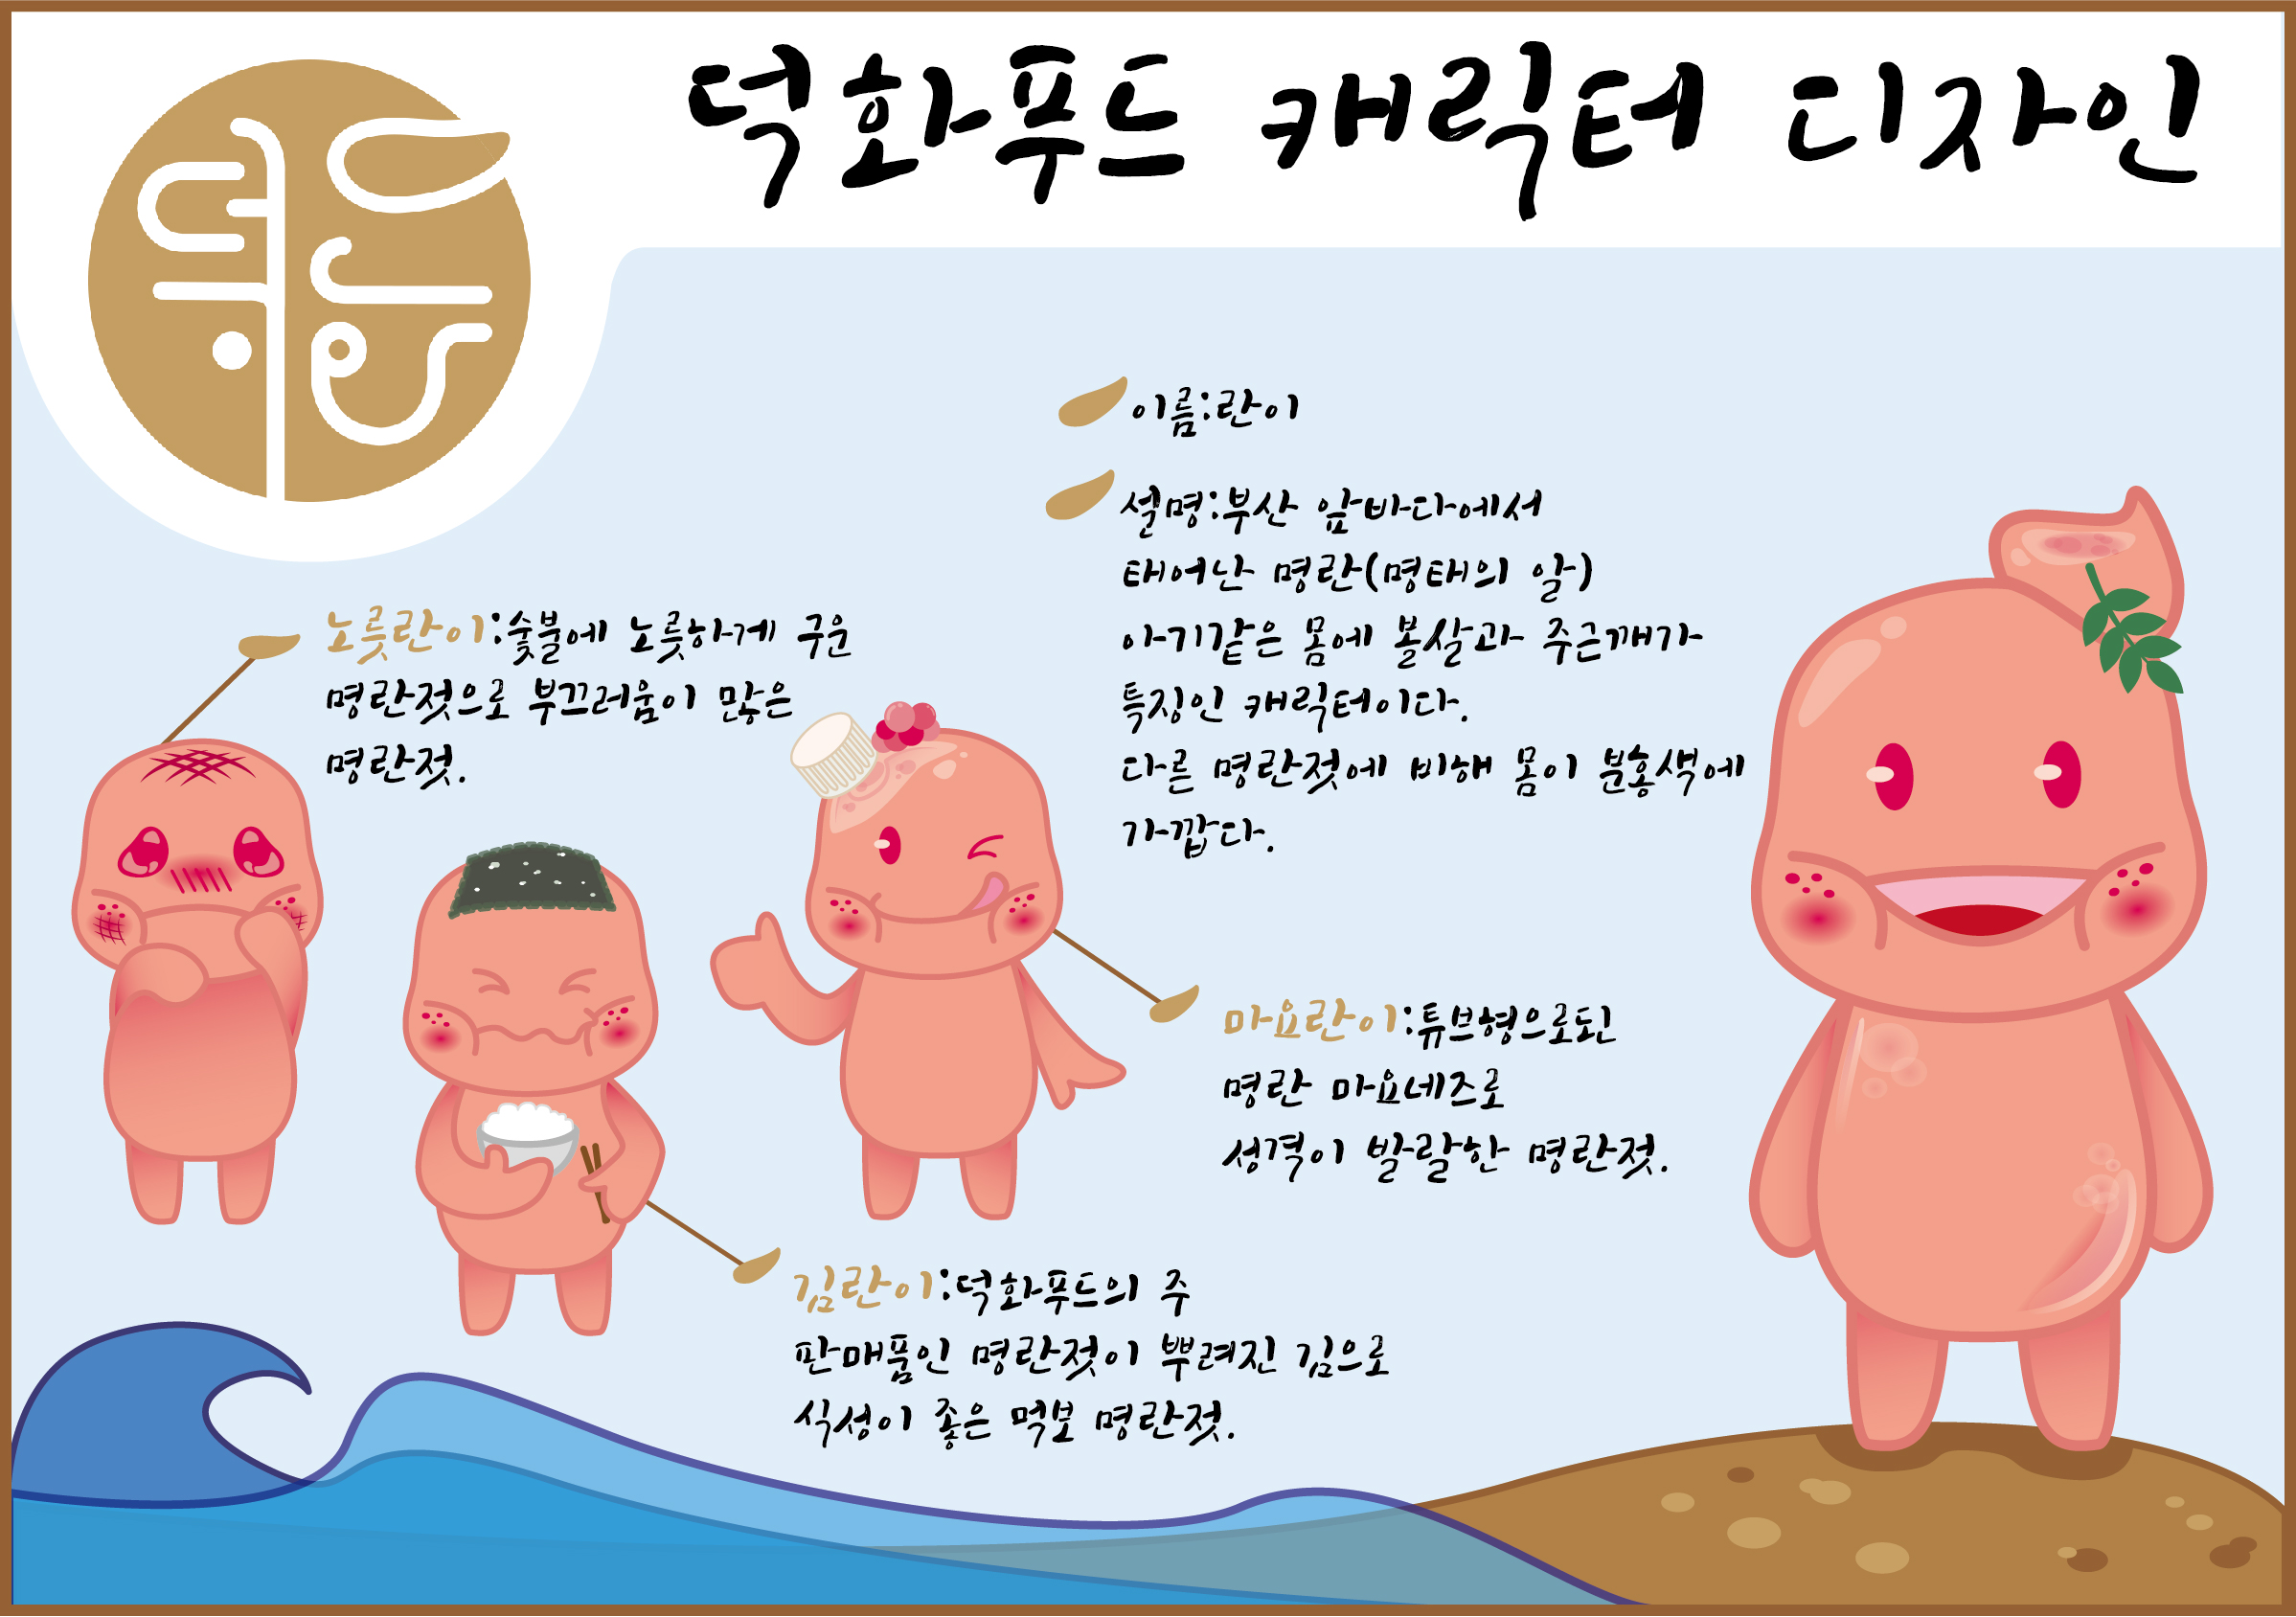 덕화푸드 캐릭터 디자인
이름:란이
설명:부산 앞바다에서
태어난 명란(명태의 알)
아기같은 몸에 볼살과 주근깨가
특징인 캐릭터이다.
다른 명란젓에 비해 몸이 분홍색에
가깝다.
노릇란이:숯불에 노릇하게 구운
명란젓으로 부끄러움이 많은
명란젓.
마요란이:튜브형으로된
명란 마요네즈로
성격이 발랄한 명란젓.
김란이:덕화푸드의 주
판매품인 명란젓이 뿌려진 김으로
식성이 좋은 먹보 명란젓.